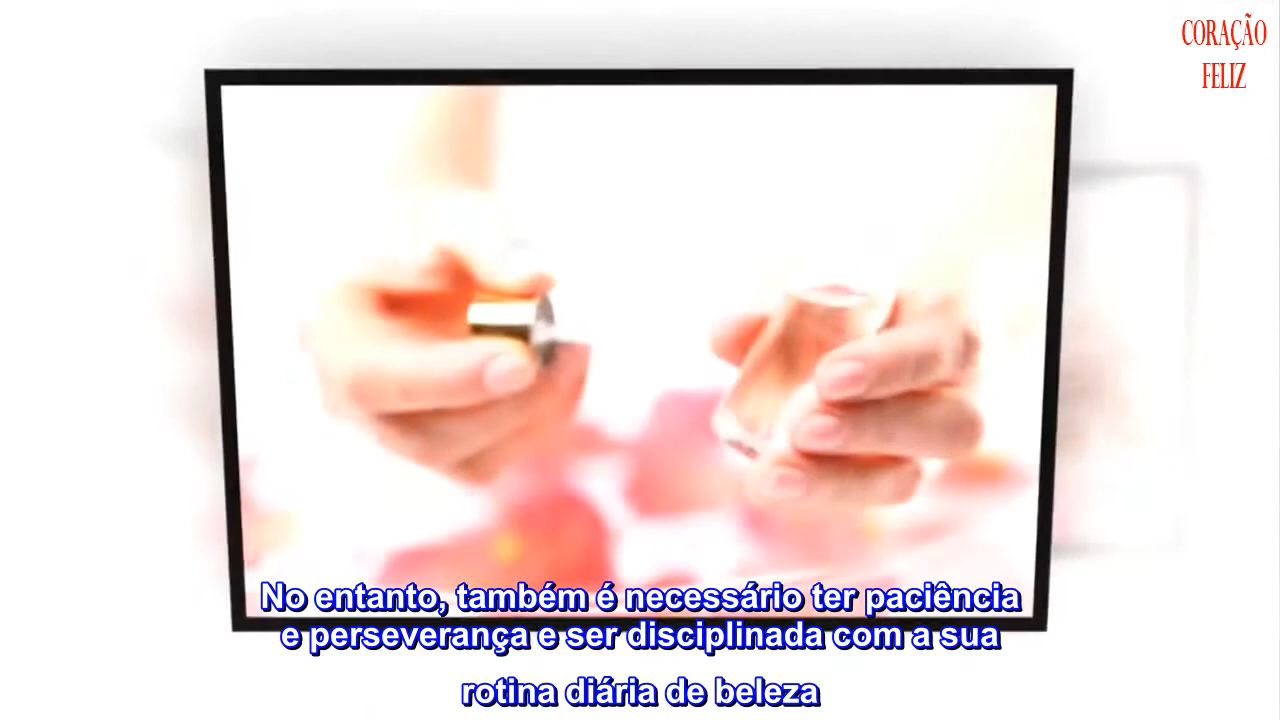 CORAÇÃO
FELIZ
No entanto, também é necessário ter paciência
e perseverança e ser disciplinada com a sua
rotina diária de beleza